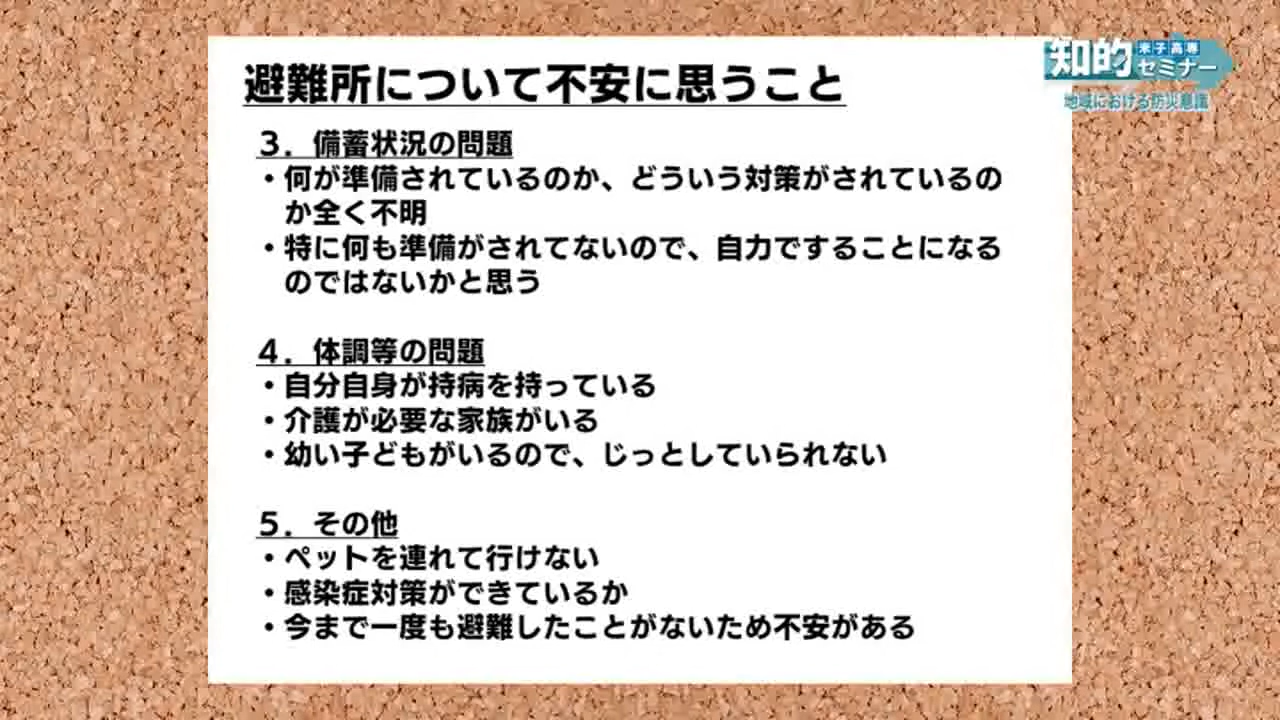 避難所について不安に思うこと
知的
米子高専
セミナー
地域における防災意識
３．備蓄状況の問題
・何が準備されているのか、どういう対策がされているの
か全く不明
・特に何も準備がされてないので、自力ですることになる
のではないかと思う
４．体調等の問題
・自分自身が持病を持っている
・介護が必要な家族がいる
・幼い子どもがいるので、じっとしていられない
５．その他
・ペットを連れて行けない
・感染症対策ができているか
・今まで一度も避難したことがないため不安がある